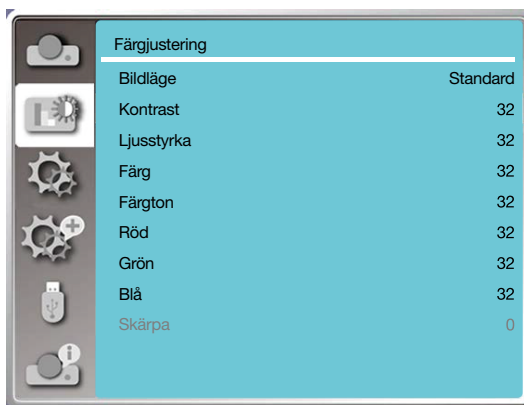 Färgjustering
Bildläge Standard
Kontrast 32
Ljusstyrka 32
Färg 32
Färgton 32
Röd 32
Grön 32
Blå 32
Skärpa 0